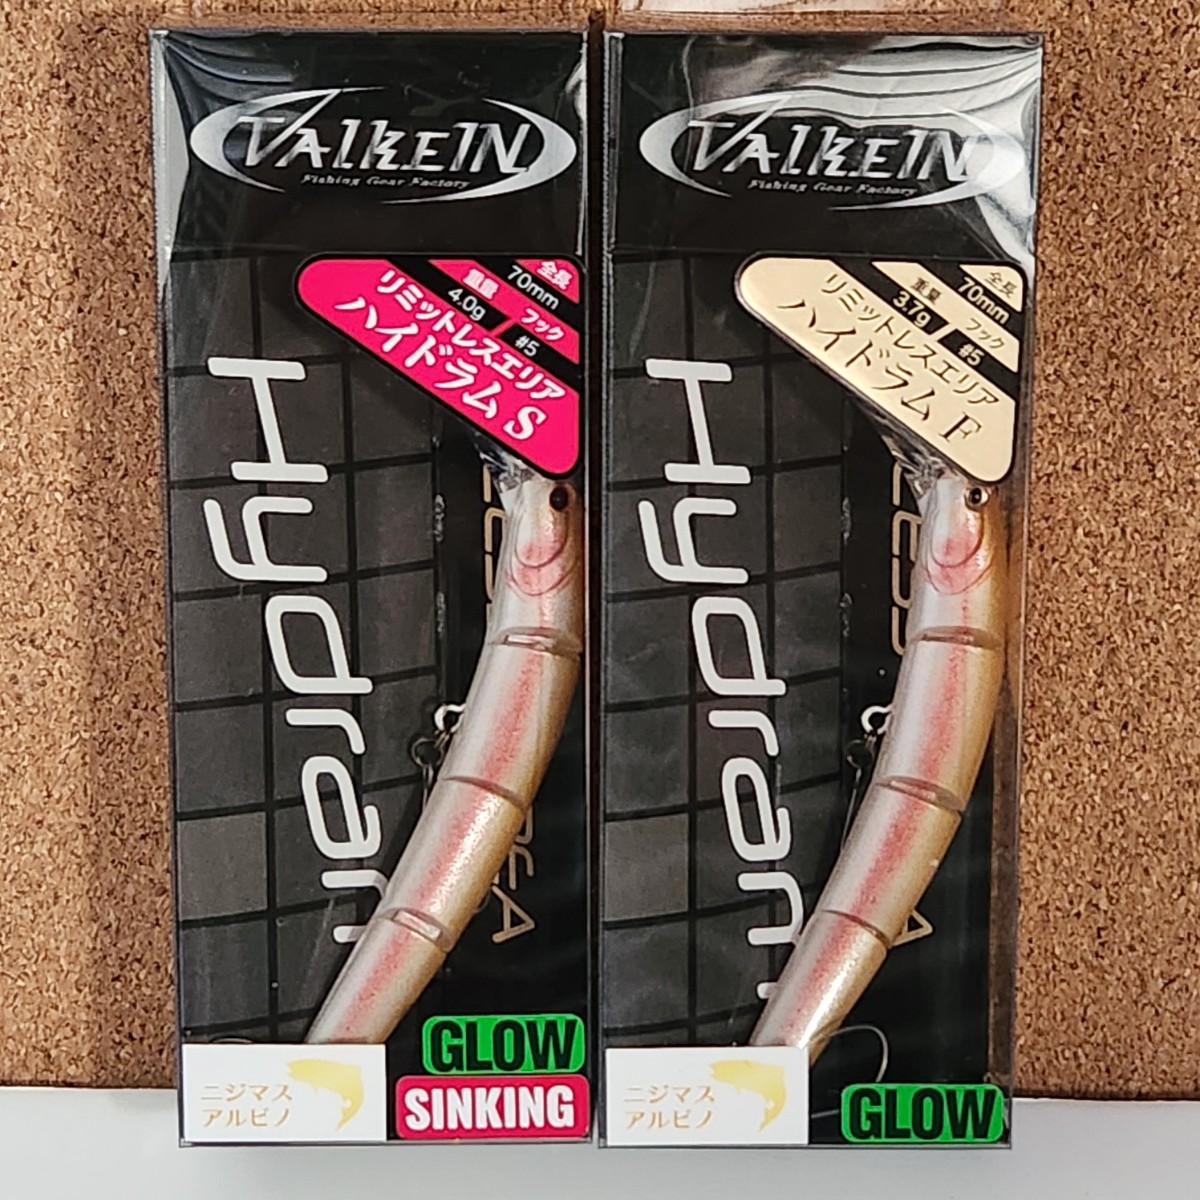 VALKEIN
Fishing Gear Factory
全長
70mm
重量
4.0g
フック
#5
リミットレスエリア
ハイドラム S
Hydram
GLOW
SINKING
ニジマス
アルビノ
VALKEIN
Fishing Gear Factory
全長
70mm
重量
3.7g
フック
#5
リミットレスエリア
ハイドラム F
Hydram
GLOW
ニジマス
アルビノ